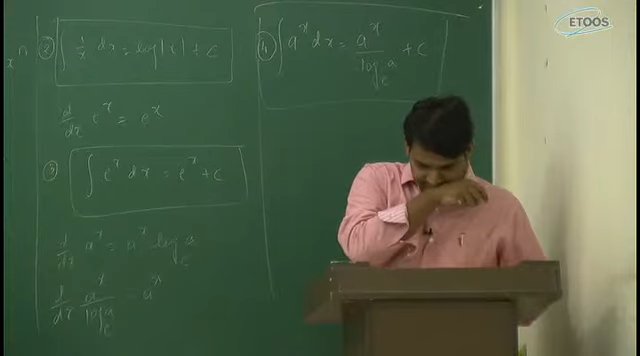 x^n
② ∫ 1/x dx = log|x| + c
d/dx e^x = e^x
③ ∫ e^x dx = e^x + c
d/dx a^x = a^x log_e a
d/dx a^x/log_e a = a^x
④ ∫ a^x dx = a^x/log_e a + c
ETOOS